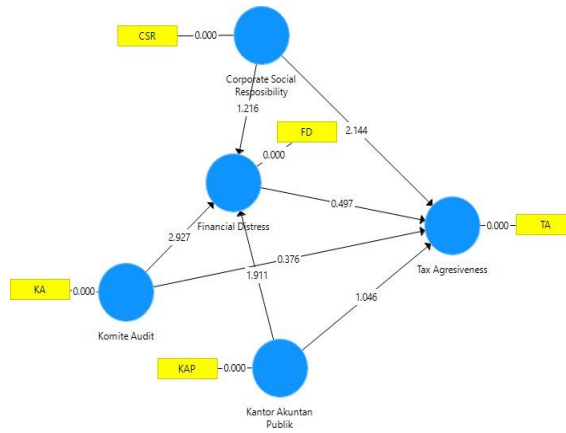 CSR
0.000
Corporate Social
Resposibility
1.216
2.144
FD
0.000
Financial Distress
0.497
2.927
0.376
1.911
0.000
TA
Tax Agresiveness
KA
0.000
Komite Audit
1.046
KAP
0.000
Kantor Akuntan
Publik